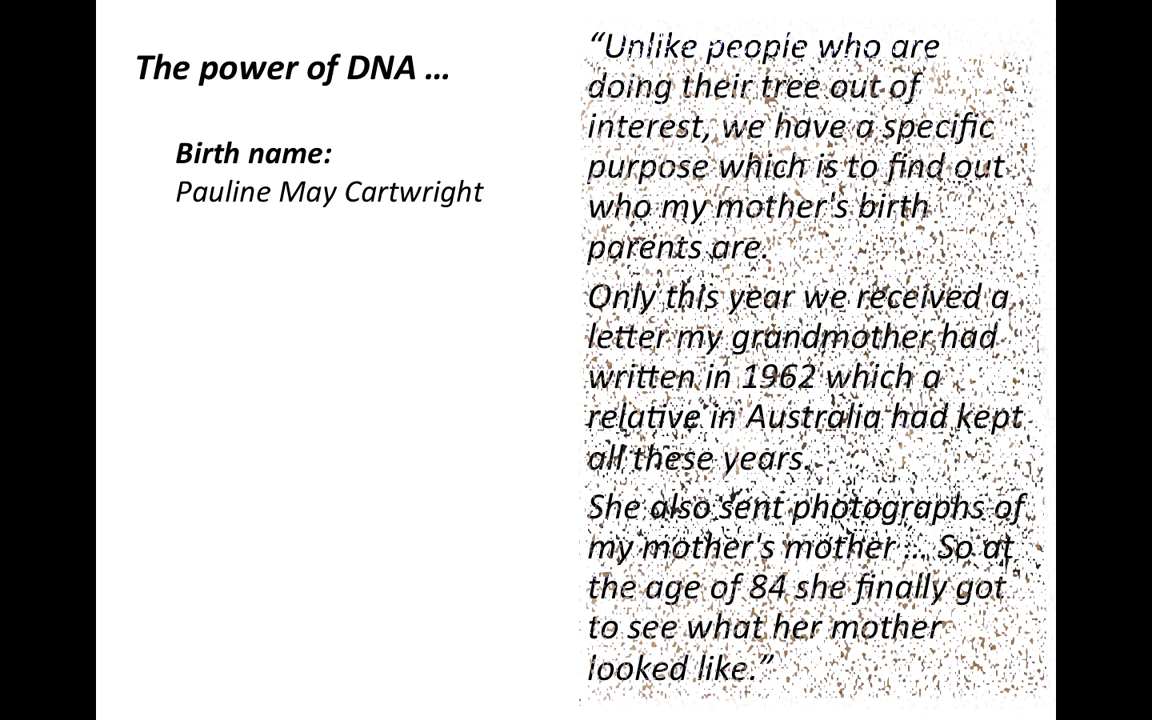 The power of DNA …
Birth name:
Pauline May Cartwright
“Unlike people who are
doing their tree out of
interest, we have a specific
purpose which is to find out
who my mother's birth
parents are.
Only this year we received a
letter my grandmother had
written in 1962 which a
relative in Australia had kept
all these years.
She also sent photographs of
my mother's mother … So at
the age of 84 she finally got
to see what her mother
looked like.”